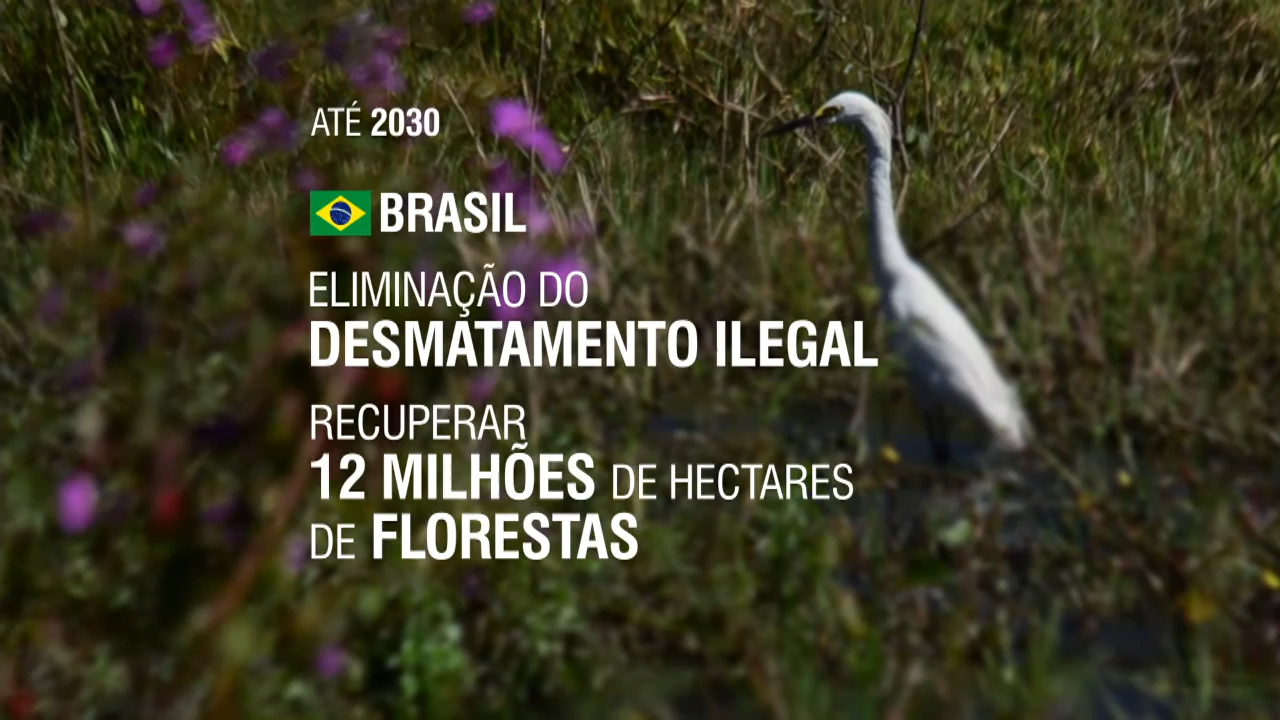 ATÉ 2030
BRASIL
ELIMINAÇÃO DO
DESMATAMENTO ILEGAL
RECUPERAR
12 MILHÕES DE HECTARES
DE FLORESTAS